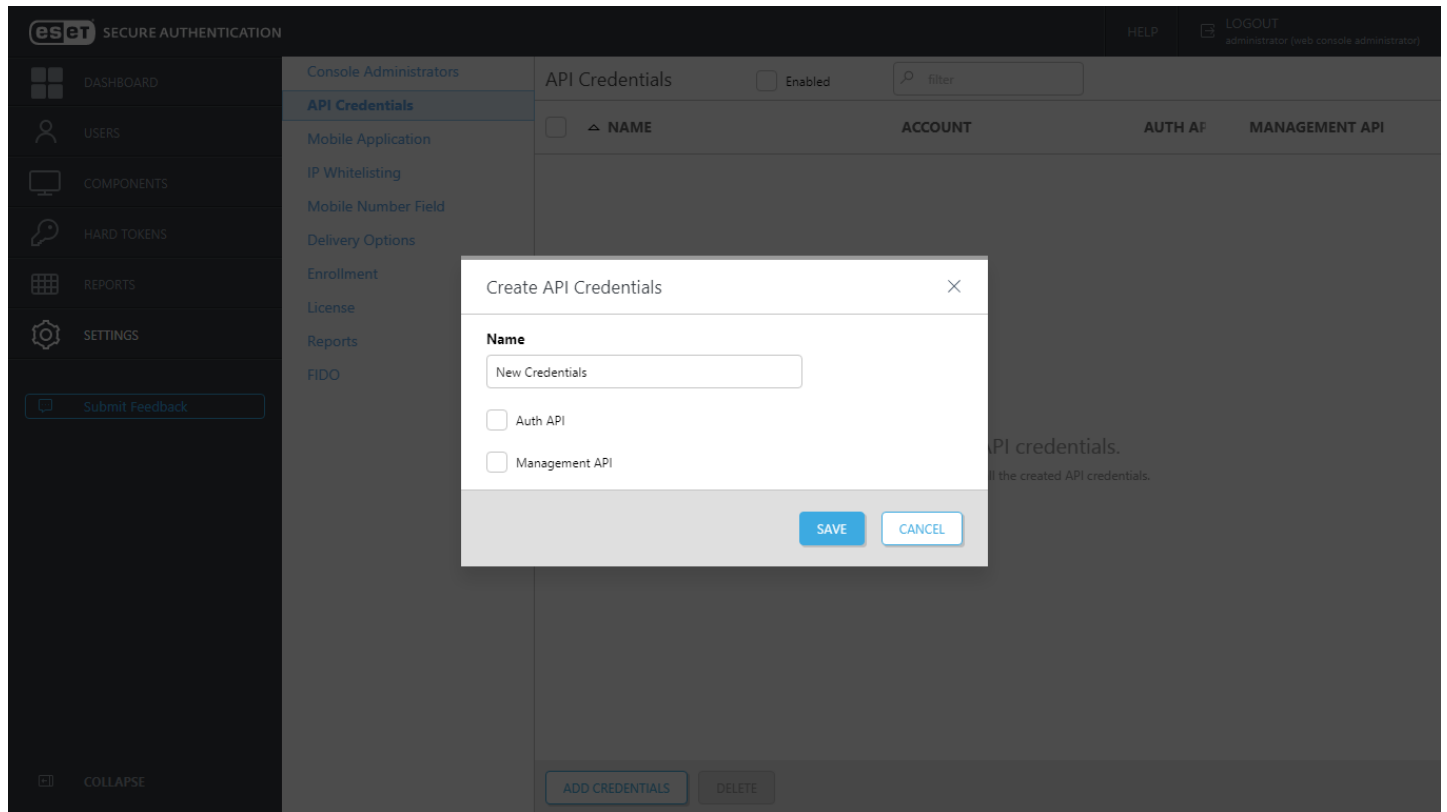 eset SECURE AUTHENTICATION
HELP
LOGOUT
administrator (web console administrator)
DASHBOARD
USERS
COMPONENTS
HARD TOKENS
REPORTS
SETTINGS
Submit Feedback
COLLAPSE
Console Administrators
API Credentials
Mobile Application
IP Whitelisting
Mobile Number Field
Delivery Options
Enrollment
License
Reports
FIDO
API Credentials
Enabled
filter
NAME
ACCOUNT
AUTH AP
MANAGEMENT API
Create API Credentials
Name
New Credentials
Auth API
Management API
SAVE
CANCEL
API credentials.
the created API credentials.
ADD CREDENTIALS
DELETE